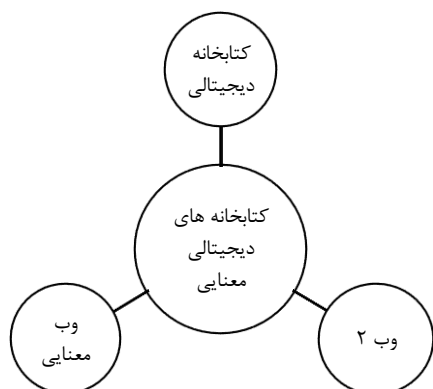 کتابخانه
دیجیتالی
کتابخانه های
دیجیتالی
معنایی
وب ۲
وب
معنایی